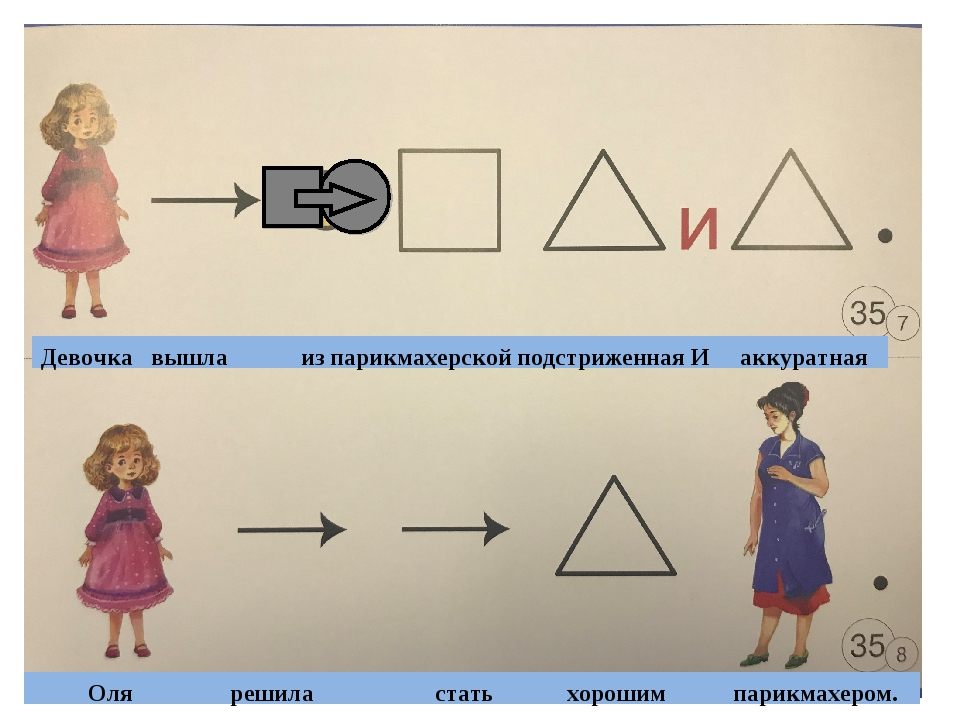 И
35 7
Девочка вышла из парикмахерской подстриженная И аккуратная
35 8
Оля решила стать хорошим парикмахером.